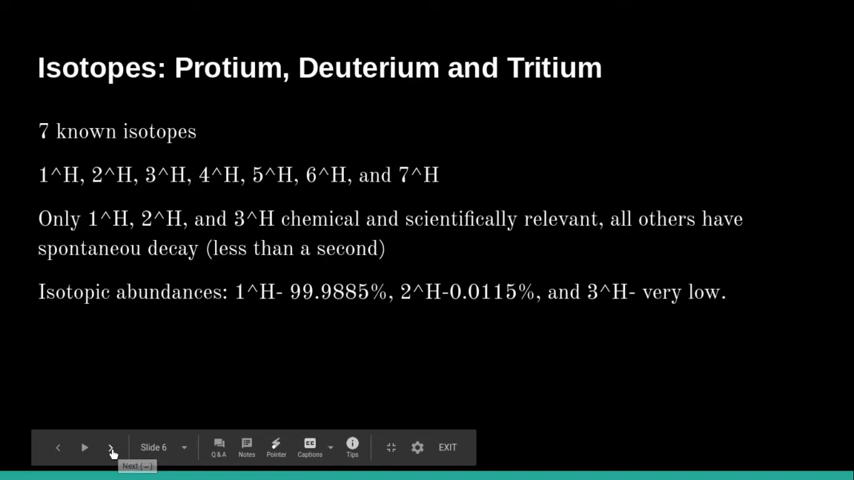 Isotopes: Protium, Deuterium and Tritium
7 known isotopes
1^H, 2^H, 3^H, 4^H, 5^H, 6^H, and 7^H
Only 1^H, 2^H, and 3^H chemical and scientifically relevant, all others have
spontaneou decay (less than a second)
Isotopic abundances: 1^H- 99.9885%, 2^H-0.0115%, and 3^H- very low.
Slide 6
Q & A
Notes
Pointer
CC
Captions
Tips
EXIT
Next (→)